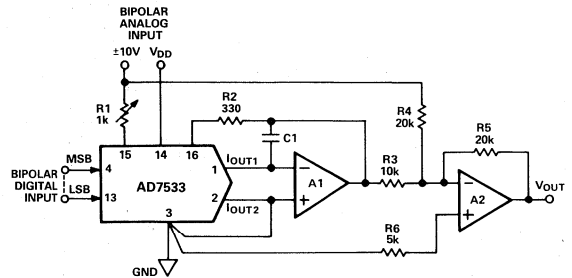 BIPOLAR
ANALOG
INPUT
±10V
VDD
R1
1k
R2
330
C1
R4
20k
R5
20k
15
14
16
MSB
4
BIPOLAR
DIGITAL
INPUT
LSB
13
AD7533
1
IOUT1
2
IOUT2
3
A1
R3
10k
A2
VOUT
R6
5k
GND
− + − +